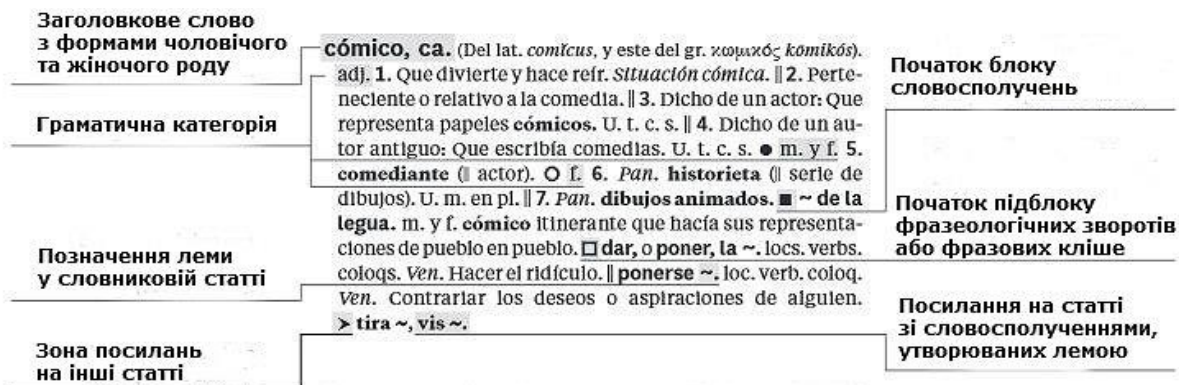 Заголовкове слово
з формами чоловічого
та жіночого роду
Граматична категорія
Позначення леми
у словниковій статті
Зона посилань
на інші статті
cómico, ca. (Del lat. comĭcus, y este del gr. κωμικός kōmikós).
adj. 1. Que divierte y hace reír. Situación cómica. || 2. Perte-
neciente o relativo a la comedia. || 3. Dicho de un actor: Que
representa papeles cómicos. U. t. c. s. || 4. Dicho de un au-
tor antiguo: Que escribía comedias. U. t. c. s. ● m. y f. 5.
comediante (|| actor). ○ f. 6. Pan. historieta (|| serie de
dibujos). U. m. en pl. || 7. Pan. dibujos animados. ■ ~ de la
legua. m. y f. cómico itinerante que hacía sus representa-
ciones de pueblo en pueblo. □ dar, o poner, la ~. locs. verbs.
coloqs. Ven. Hacer el ridículo. || ponerse ~. loc. verb. coloq.
Ven. Contrariar los deseos o aspiraciones de alguien.
➤ tira ~, vis ~.
Початок блоку
словосполучень
Початок підблоку
фразеологічних зворотів
або фразових кліше
Посилання на статті
зі словосполученнями,
утворюваних лемою